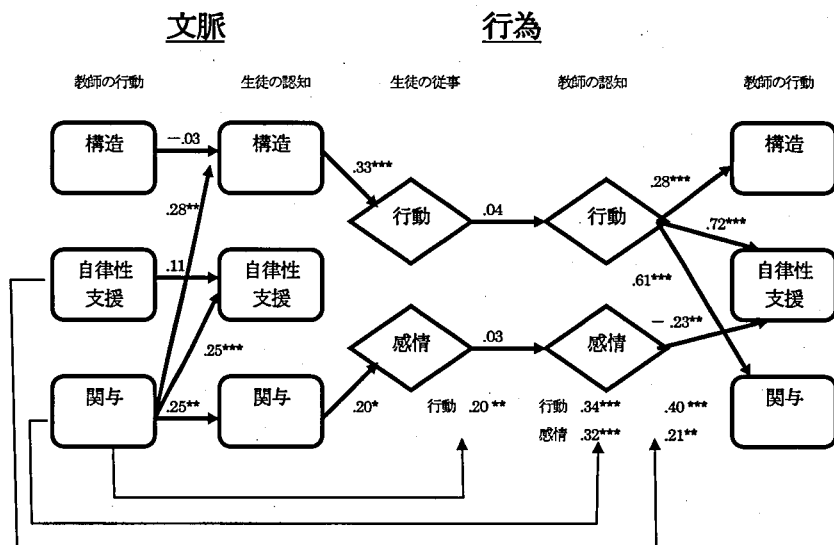 文脈 行為
教師の行動 生徒の認知 生徒の従事 教師の認知 教師の行動
構造 －.03 構造 構造
.33*** .28***
.28** 行動 .04 行動 .72***
自律性
支援
.11
自律性
支援
.61***
自律性
支援
.25*** 感情 .03 感情 －.23**
関与 .25** 関与 .20* 関与
行動 .20** 行動 .34*** .40***
感情 .32*** .21**